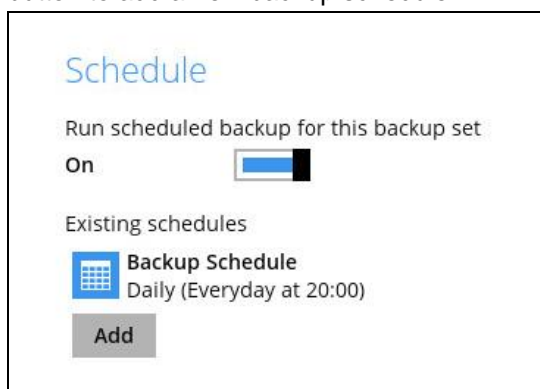 Schedule
Run scheduled backup for this backup set
On
Existing schedules
Backup Schedule
Daily (Everyday at 20:00)
Add